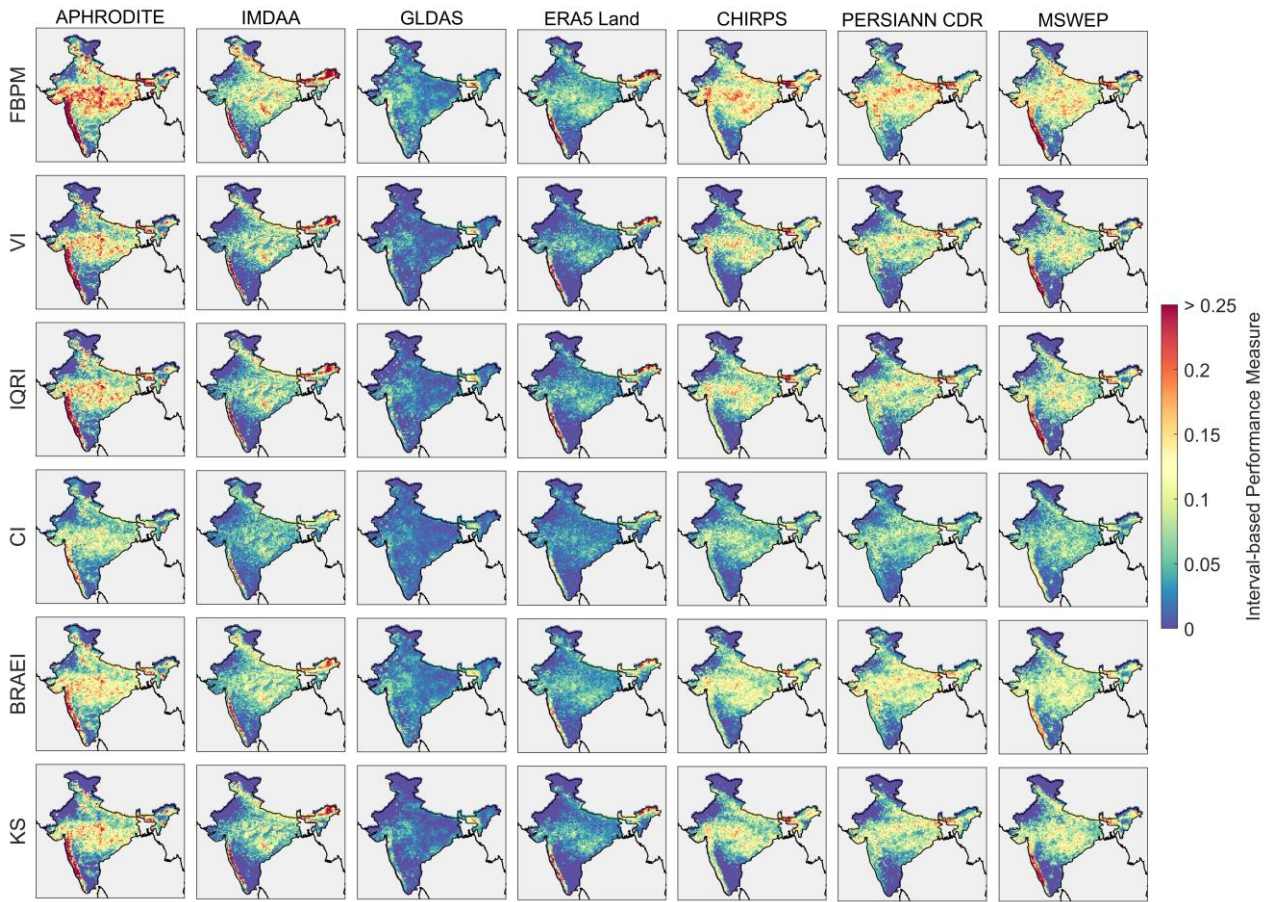 APHRODITE IMDAA GLDAS ERA5 Land CHIRPS PERSIANN CDR MSWEP
FBPM
VI
IQRI
CI
BRAEI
KS
> 0.25
0.2
0.15
0.1
0.05
0
Interval-based Performance Measure